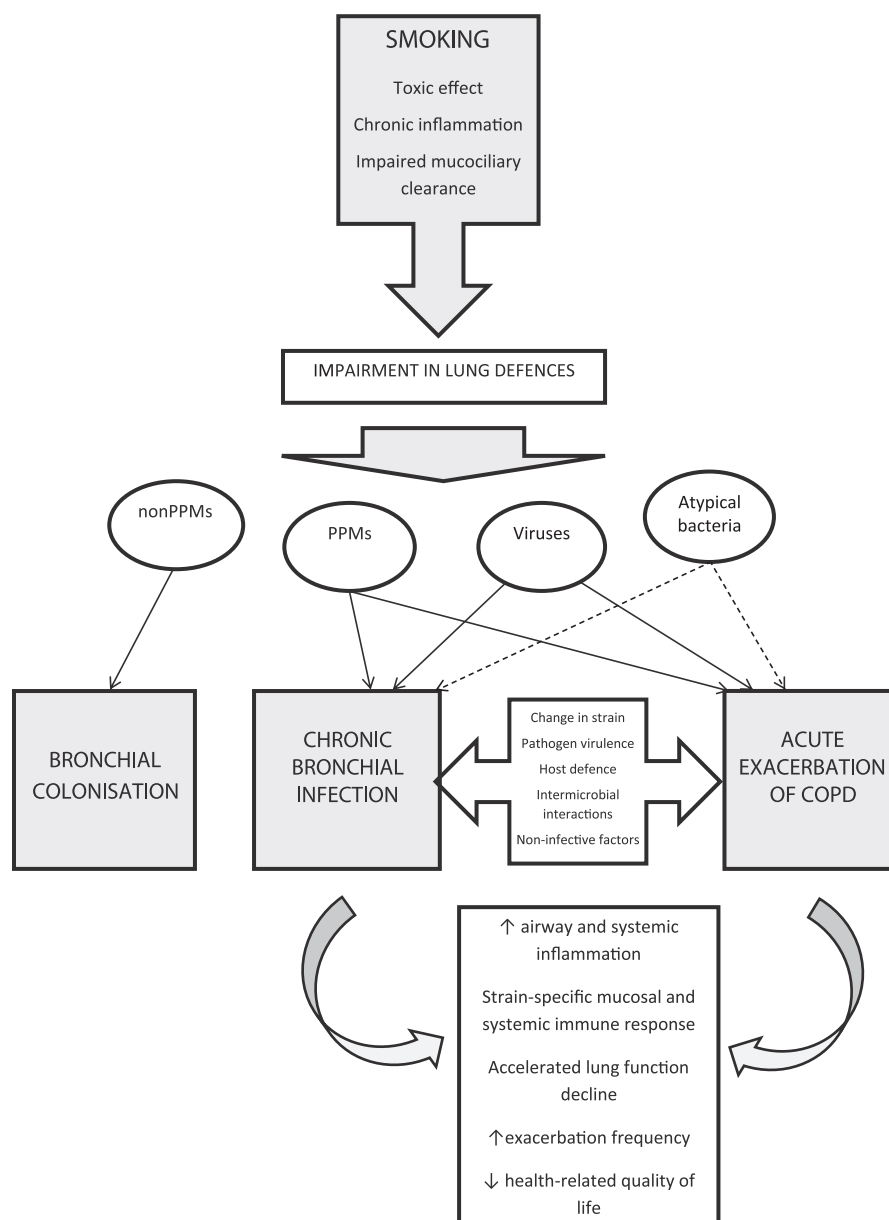 SMOKING
Toxic effect
Chronic inflammation
Impaired mucociliary
clearance
IMPAIRMENT IN LUNG DEFENCES
nonPPMs
PPMs
Viruses
Atypical
bacteria
BRONCHIAL
COLONISATION
CHRONIC
BRONCHIAL
INFECTION
Change in strain
Pathogen virulence
Host defence
Intermicrobial
interactions
Non-infective factors
ACUTE
EXACERBATION
OF COPD
↑ airway and systemic
inflammation
Strain-specific mucosal and
systemic immune response
Accelerated lung function
decline
↑exacerbation frequency
↓ health-related quality of
life